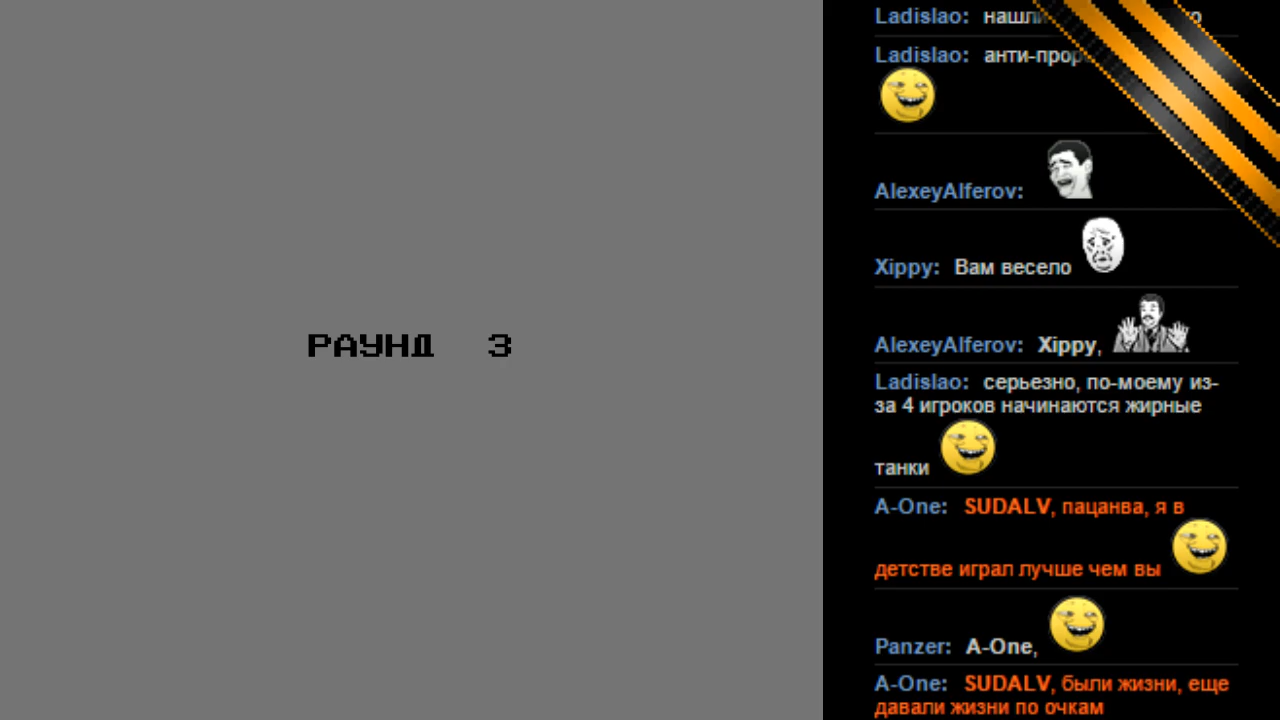 РАУНД 3
Ladislao: нашли
Ladislao:
AlexeyAlferov:
Xippy: Вам весело
AlexeyAlferov: Xippy,
Ladislao: серьезно, по-моему из-
за 4 игроков начинаются жирные
танки
A-One: SUDALV, пацанва, я в
детстве играл лучше чем вы
Panzer: A-One,
A-One: SUDALV, были жизни, еще
давали жизни по очкам